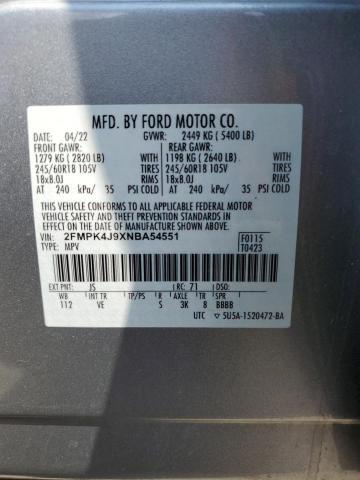 MFD. BY FORD MOTOR CO.
DATE: 04/22 GVWR: 2449 KG ( 5400 LB)
FRONT GAWR: REAR GAWR:
1279 KG ( 2820 LB) WITH 1198 KG ( 2640 LB) WITH
245/60R18 105V TIRES 245/60R18 105V TIRES
18x8.0J RIMS 18x8.0J RIMS
AT 240 kPa/ 35 PSI COLD AT 240 kPa/ 35 PSI COLD
THIS VEHICLE CONFORMS TO ALL APPLICABLE FEDERAL MOTOR VEHICLE
SAFETY AND THEFT PREVENTION STANDARDS IN EFFECT ON THE DATE OF
MANUFACTURE SHOWN ABOVE.
VIN: 2FMPK4J9XNBA54551 F0115
TYPE: MPV T0423
EXT PNT: JS RC: 71 DSO:
WB INT TR TP/PS R AXLE TR SPR
112 VE S 3K 8 BBBB
UTC ▽ 5U5A-1520472-BA